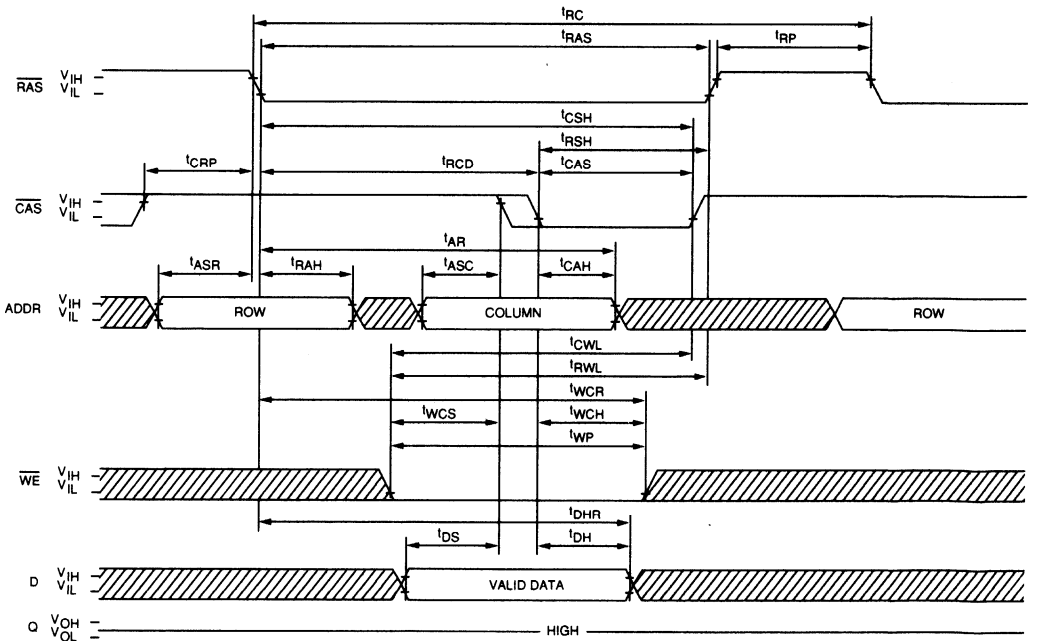 tRC
tRAS
tRP
RAS VIH
VIL
tCSH
tRSH
tCRP
tRCD
tCAS
CAS VIH
VIL
tAR
tASR
tRAH
tASC
tCAH
ADDR VIH
VIL
ROW
COLUMN
ROW
tCWL
tRWL
tWCR
tWCS
tWCH
tWP
WE VIH
VIL
tDHR
tDS
tDH
D VIH
VIL
VALID DATA
Q VOH
VOL
HIGH